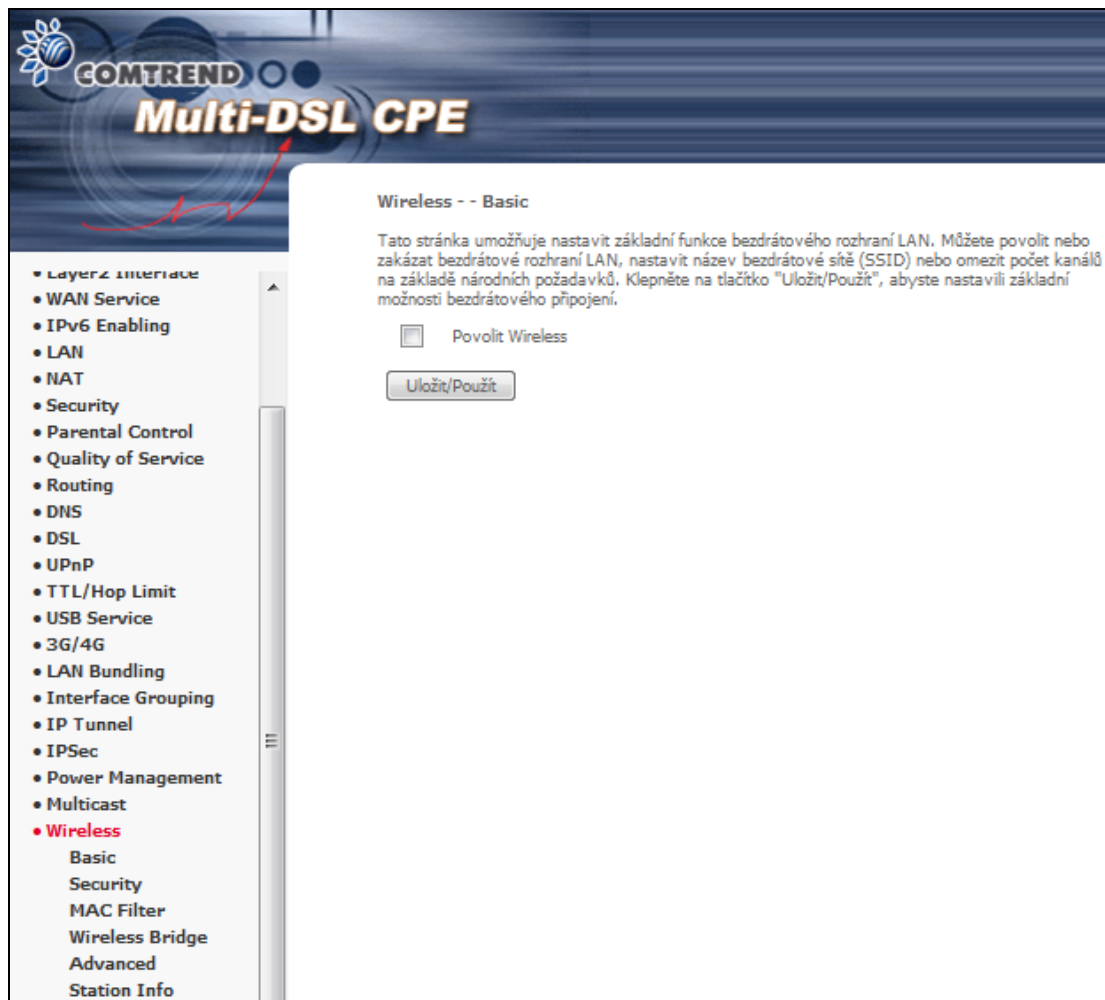 COMTREND
Multi-DSL CPE
Wireless - - Basic
Tato stránka umožňuje nastavit základní funkce bezdrátového rozhraní LAN. Můžete povolit nebo
zakázat bezdrátové rozhraní LAN, nastavit název bezdrátové sítě (SSID) nebo omezit počet kanálů
na základě národních požadavků. Klepněte na tlačítko "Uložit/Použít", abyste nastavili základní
možnosti bezdrátového připojení.
Povolit Wireless
Uložit/Použít
• Layer2 Interface
• WAN Service
• IPv6 Enabling
• LAN
• NAT
• Security
• Parental Control
• Quality of Service
• Routing
• DNS
• DSL
• UPnP
• TTL/Hop Limit
• USB Service
• 3G/4G
• LAN Bundling
• Interface Grouping
• IP Tunnel
• IPSec
• Power Management
• Multicast
• Wireless
Basic
Security
MAC Filter
Wireless Bridge
Advanced
Station Info